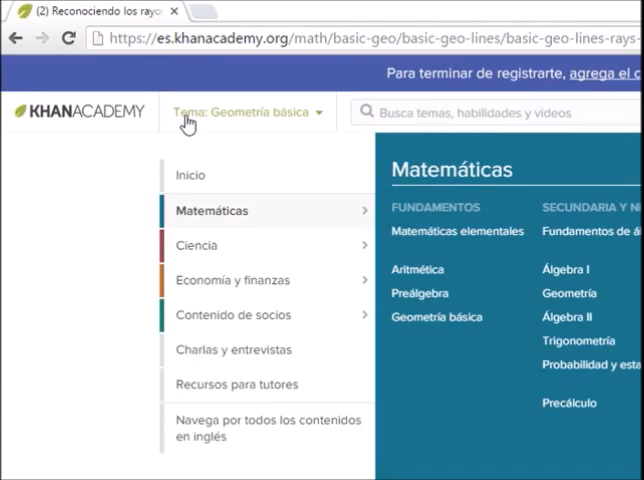 (2) Reconociendo los rayo
https://es.khanacademy.org/math/basic-geo/basic-geo-lines/basic-geo-lines-rays-
Para terminar de registrarte, agrega el c
KHANACADEMY
Tema: Geometría básica
Busca temas, habilidades y videos
Inicio
Matemáticas
Ciencia
Economía y finanzas
Contenido de socios
Charlas y entrevistas
Recursos para tutores
Navega por todos los contenidos
en inglés
Matemáticas
FUNDAMENTOS
Matemáticas elementales
Aritmética
Preálgebra
Geometría básica
SECUNDARIA Y N
Fundamentos de ál
Álgebra I
Geometría
Álgebra II
Trigonometría
Probabilidad y esta
Precálculo